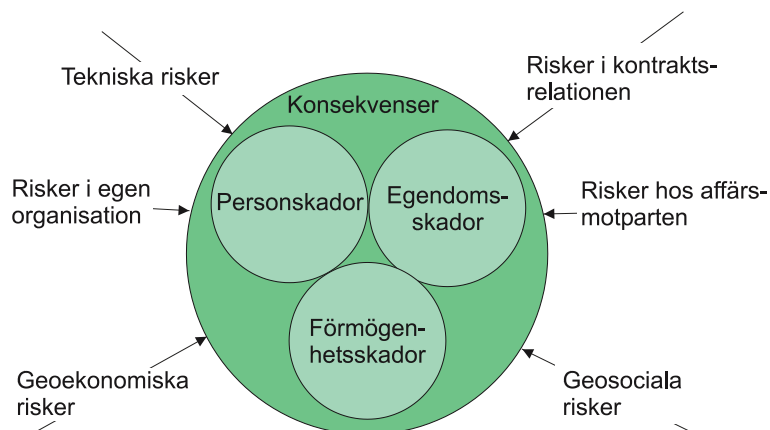 Tekniska risker
Risker i kontrakts-
relationen
Konsekvenser
Risker i egen
organisation
Personskador
Egendoms-
skador
Risker hos affärs-
motparten
Förmögen-
hetsskador
Geoekonomiska
risker
Geosociala
risker